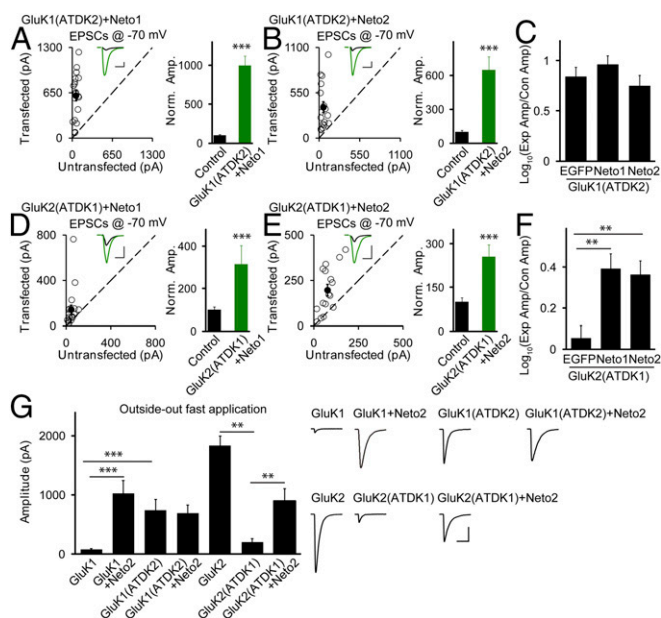 A
GluK1(ATDK2)+Neto1
EPSCs @ -70 mV
Transfected (pA)
1300
650
0
0
650
1300
Untransfected (pA)
Norm. Amp.
1000
500
0
***
Control
GluK1(ATDK2)
+Neto1
B
GluK1(ATDK2)+Neto2
EPSCs @ -70 mV
Transfected (pA)
1100
550
0
0
550
1100
Untransfected (pA)
Norm. Amp.
600
300
0
***
Control
GluK1(ATDK2)
+Neto2
C
Log10(Exp Amp/Con Amp)
1
0.5
0
EGFP Neto1 Neto2
GluK1(ATDK2)
D
GluK2(ATDK1)+Neto1
EPSCs @ -70 mV
Transfected (pA)
800
400
0
0
400
800
Untransfected (pA)
Norm. Amp.
400
200
0
***
Control
GluK2(ATDK1)
+Neto1
E
GluK2(ATDK1)+Neto2
EPSCs @ -70 mV
Transfected (pA)
500
250
0
0
250
500
Untransfected (pA)
Norm. Amp.
300
150
0
***
Control
GluK2(ATDK1)
+Neto2
F
Log10(Exp Amp/Con Amp)
0.4
0.2
0
**
**
EGFP Neto1 Neto2
GluK2(ATDK1)
G
Outside-out fast application
Amplitude (pA)
2000
1000
0
***
***
**
**
GluK1
GluK1
+Neto2
GluK1(ATDK2)
GluK1(ATDK2)
+Neto2
GluK2
GluK2(ATDK1)
GluK2(ATDK1)
+Neto2
GluK1 GluK1+Neto2 GluK1(ATDK2) GluK1(ATDK2)+Neto2
GluK2 GluK2(ATDK1) GluK2(ATDK1)+Neto2